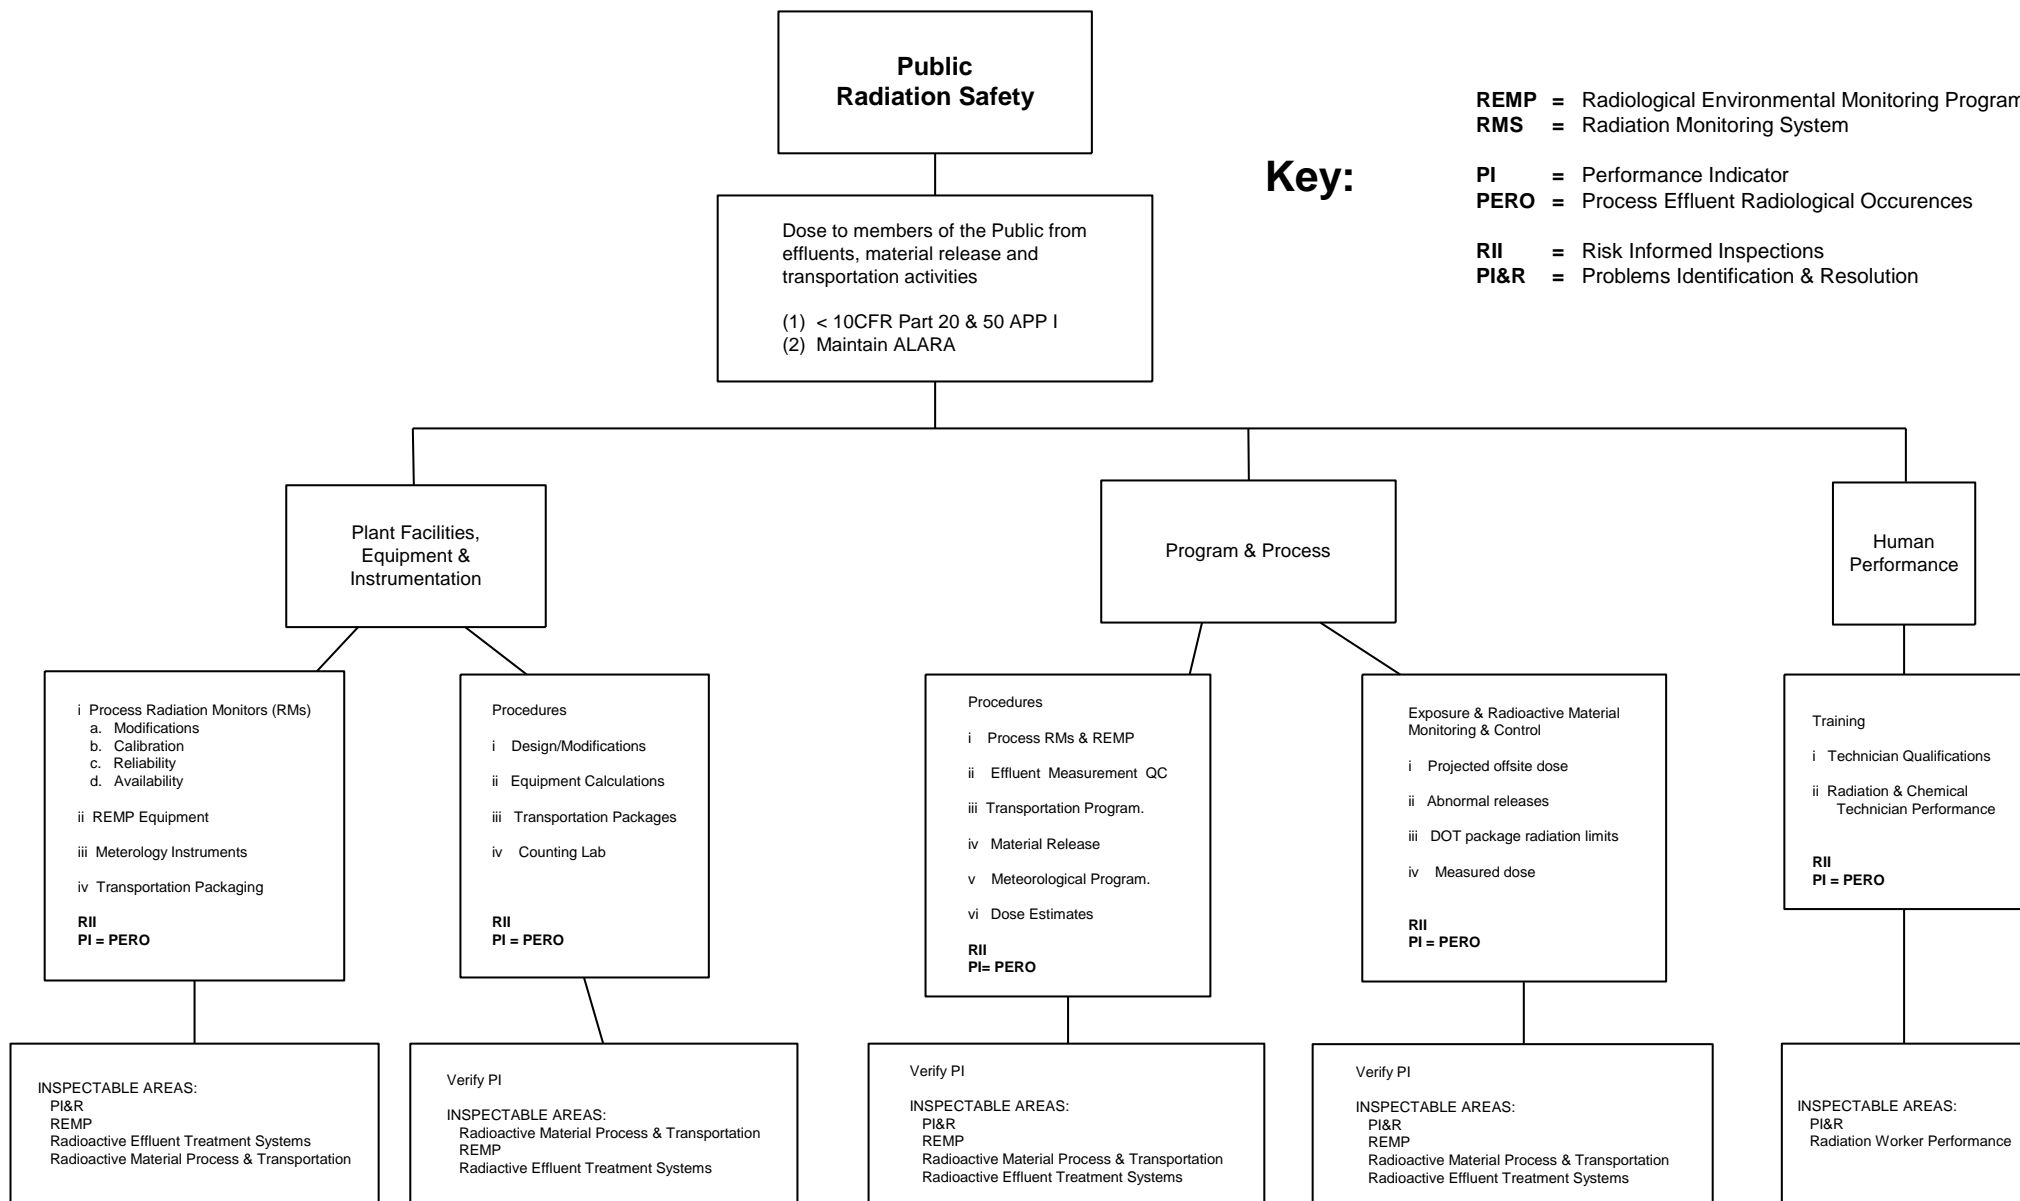 Public
Radiation Safety
Key:
REMP = Radiological Environmental Monitoring Program
RMS = Radiation Monitoring System
PI = Performance Indicator
PERO = Process Effluent Radiological Occurences
RII = Risk Informed Inspections
PI&R = Problems Identification & Resolution
Dose to members of the Public from
effluents, material release and
transportation activities
(1) < 10CFR Part 20 & 50 APP I
(2) Maintain ALARA
Plant Facilities,
Equipment &
Instrumentation
Program & Process
Human
Performance
i Process Radiation Monitors (RMs)
a. Modifications
b. Calibration
c. Reliability
d. Availability
ii REMP Equipment
iii Meterology Instruments
iv Transportation Packaging
RII
PI = PERO
Procedures
i Design/Modifications
ii Equipment Calculations
iii Transportation Packages
iv Counting Lab
RII
PI = PERO
Procedures
i Process RMs & REMP
ii Effluent Measurement QC
iii Transportation Program.
iv Material Release
v Meteorological Program.
vi Dose Estimates
RII
PI= PERO
Exposure & Radioactive Material
Monitoring & Control
i Projected offsite dose
ii Abnormal releases
iii DOT package radiation limits
iv Measured dose
RII
PI = PERO
Training
i Technician Qualifications
ii Radiation & Chemical
Technician Performance
RII
PI = PERO
INSPECTABLE AREAS:
PI&R
REMP
Radioactive Effluent Treatment Systems
Radioactive Material Process & Transportation
Verify PI
INSPECTABLE AREAS:
Radioactive Material Process & Transportation
REMP
Radiactive Effluent Treatment Systems
Verify PI
INSPECTABLE AREAS:
PI&R
REMP
Radioactive Material Process & Transportation
Radioactive Effluent Treatment Systems
Verify PI
INSPECTABLE AREAS:
PI&R
REMP
Radioactive Material Process & Transportation
Radioactive Effluent Treatment Systems
INSPECTABLE AREAS:
PI&R
Radiation Worker Performance